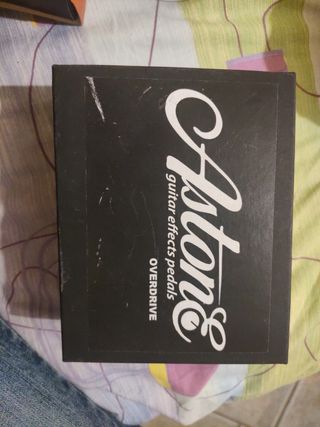 AstonE
guitar effects pedals
OVERDRIVE